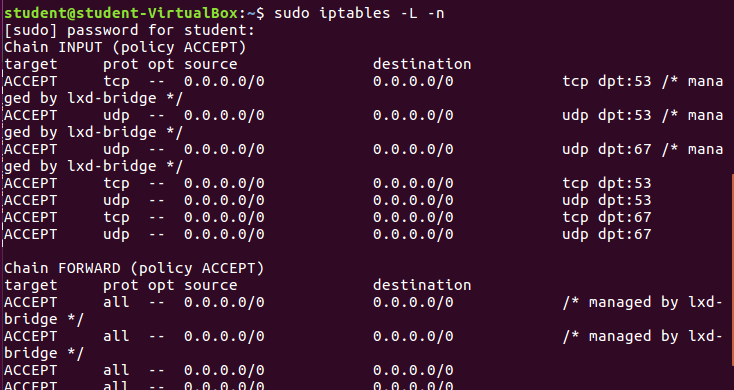 student@student-VirtualBox:~$ sudo iptables -L -n
[sudo] password for student:
Chain INPUT (policy ACCEPT)
target     prot opt source               destination
ACCEPT     tcp  --  0.0.0.0/0            0.0.0.0/0            tcp dpt:53 /* mana
ged by lxd-bridge */
ACCEPT     udp  --  0.0.0.0/0            0.0.0.0/0            udp dpt:53 /* mana
ged by lxd-bridge */
ACCEPT     udp  --  0.0.0.0/0            0.0.0.0/0            udp dpt:67 /* mana
ged by lxd-bridge */
ACCEPT     tcp  --  0.0.0.0/0            0.0.0.0/0            tcp dpt:53
ACCEPT     udp  --  0.0.0.0/0            0.0.0.0/0            udp dpt:53
ACCEPT     tcp  --  0.0.0.0/0            0.0.0.0/0            tcp dpt:67
ACCEPT     udp  --  0.0.0.0/0            0.0.0.0/0            udp dpt:67

Chain FORWARD (policy ACCEPT)
target     prot opt source               destination
ACCEPT     all  --  0.0.0.0/0            0.0.0.0/0            /* managed by lxd-
bridge */
ACCEPT     all  --  0.0.0.0/0            0.0.0.0/0            /* managed by lxd-
bridge */
ACCEPT     all  --  0.0.0.0/0            0.0.0.0/0
ACCEPT     all  --  0.0.0.0/0            0.0.0.0/0